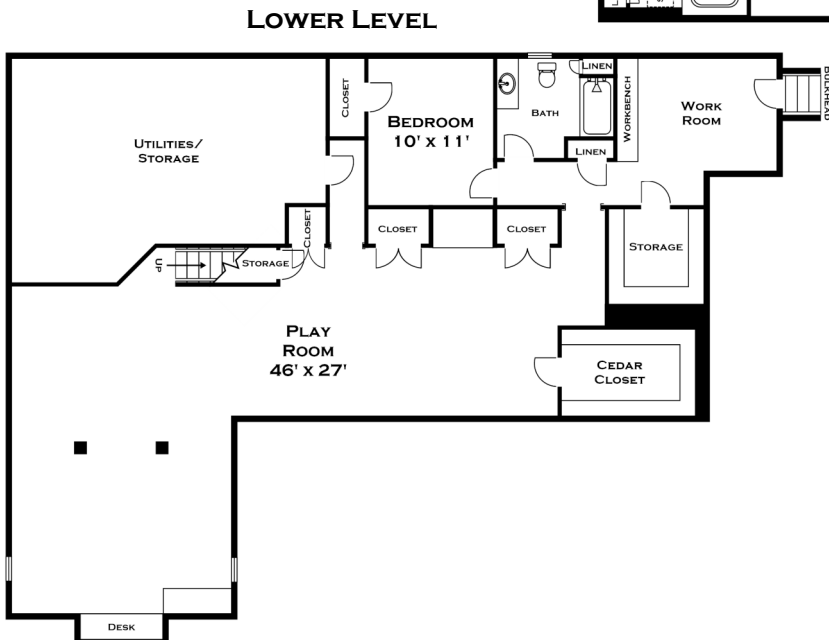 LOWER LEVEL
CLOSET
LINEN
WORKBENCH
BULKHEAD
BEDROOM
10' X 11'
BATH
WORK
ROOM
UTILITIES/
STORAGE
LINEN
CLOSET
CLOSET
CLOSET
STORAGE
UP
STORAGE
PLAY
ROOM
46' X 27'
CEDAR
CLOSET
DESK